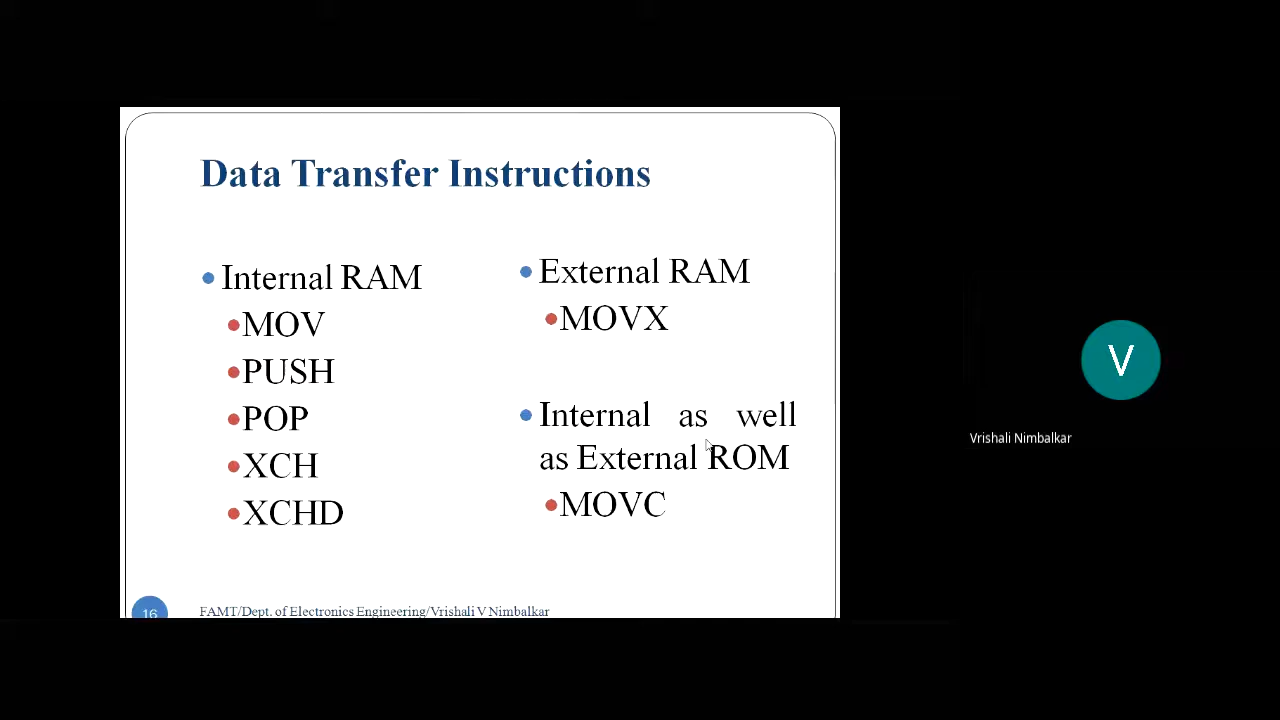 Data Transfer Instructions
Internal RAM
MOV
PUSH
POP
XCH
XCHD
External RAM
MOVX
Internal as well
as External ROM
MOVC
16
FAMT/Dept. of Electronics Engineering/Vrishali V Nimbalkar
V
Vrishali Nimbalkar